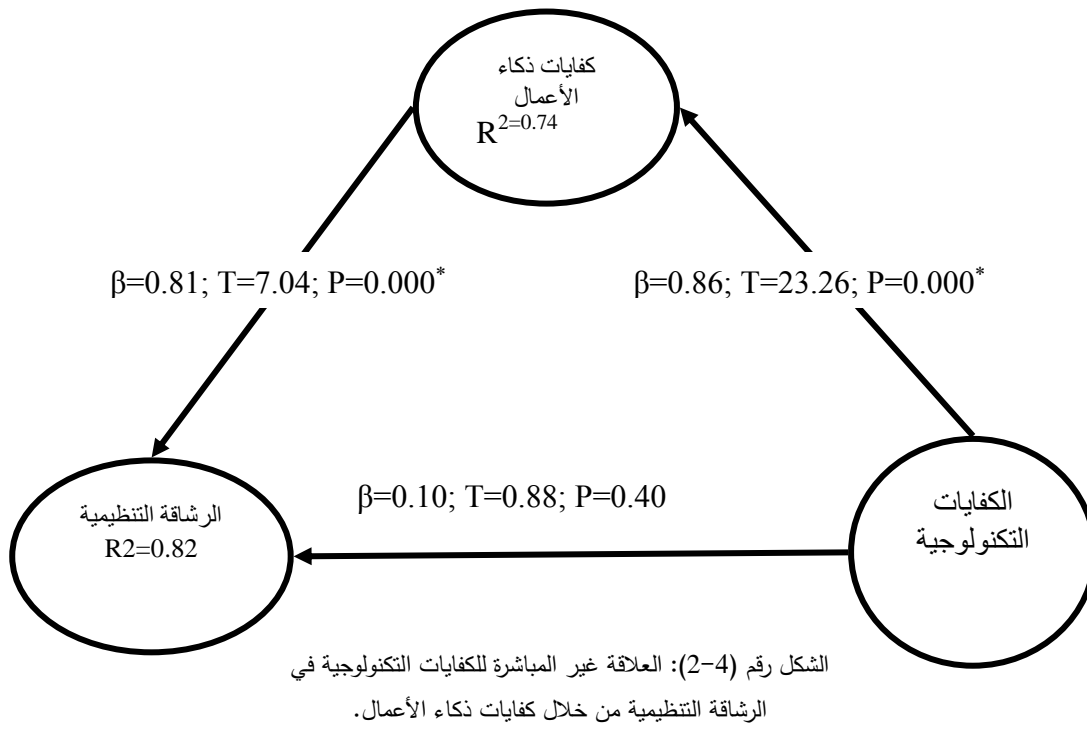 كفايات ذكاء
الأعمال
R2=0.74
β=0.81; T=7.04; P=0.000*
β=0.86; T=23.26; P=0.000*
الرشاقة التنظيمية
R2=0.82
β=0.10; T=0.88; P=0.40
الكفايات
التكنولوجية
الشكل رقم (4-2): العلاقة غير المباشرة للكفايات التكنولوجية في
الرشاقة التنظيمية من خلال كفايات ذكاء الأعمال.